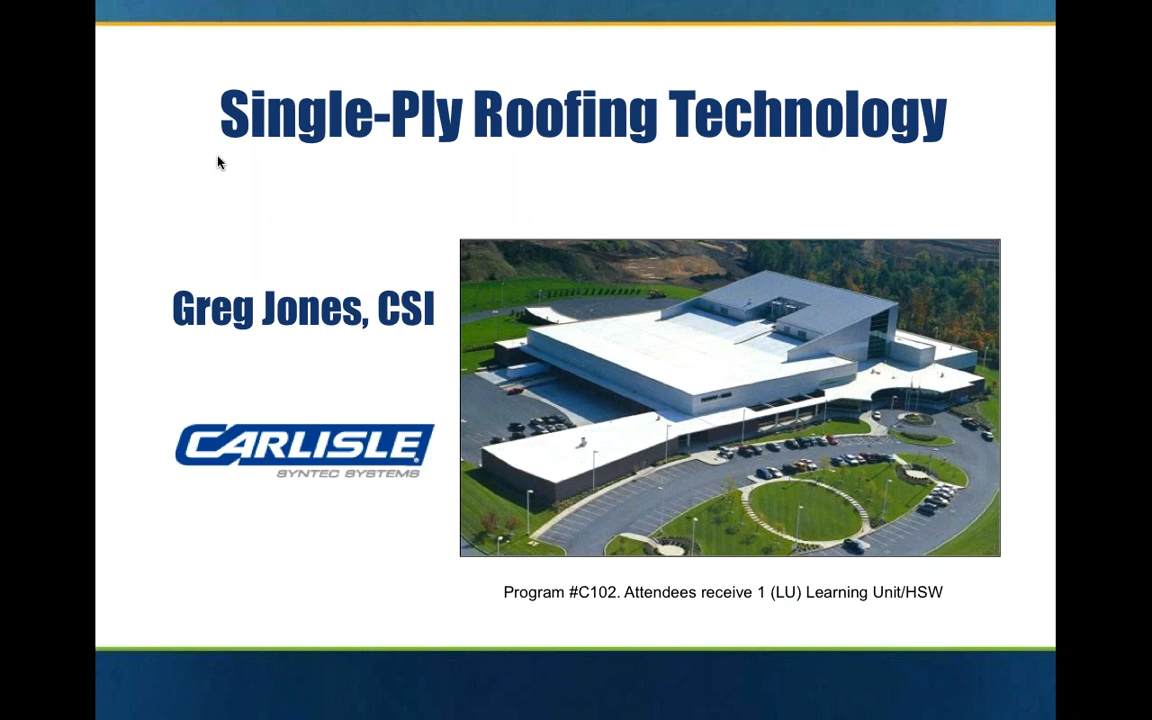 Single-Ply Roofing Technology
Greg Jones, CSI
CARLISLE
SYNTEC SYSTEMS
Program #C102. Attendees receive 1 (LU) Learning Unit/HSW